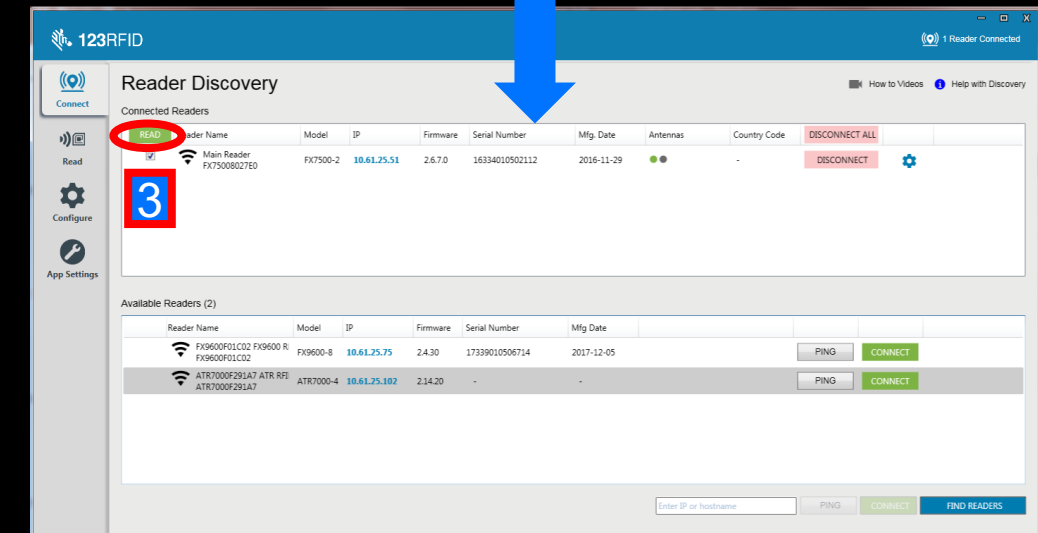 123RFID
1 Reader Connected
Connect
Read
Configure
App Settings
Reader Discovery
How to Videos
Help with Discovery
Connected Readers
READ Reader Name Model IP Firmware Serial Number Mfg. Date Antennas Country Code DISCONNECT ALL
Main Reader
FX75008027E0 FX7500-2 10.61.25.51 2.6.7.0 16334010502112 2016-11-29 - DISCONNECT
3
Available Readers (2)
Reader Name Model IP Firmware Serial Number Mfg Date
FX9600F01C02 FX9600 R
FX9600F01C02 FX9600-8 10.61.25.75 2.4.30 17339010506714 2017-12-05 PING CONNECT
ATR7000F291A7 ATR RFI
ATR7000F291A7 ATR7000-4 10.61.25.102 2.14.20 - - PING CONNECT
Enter IP or hostname PING CONNECT FIND READERS